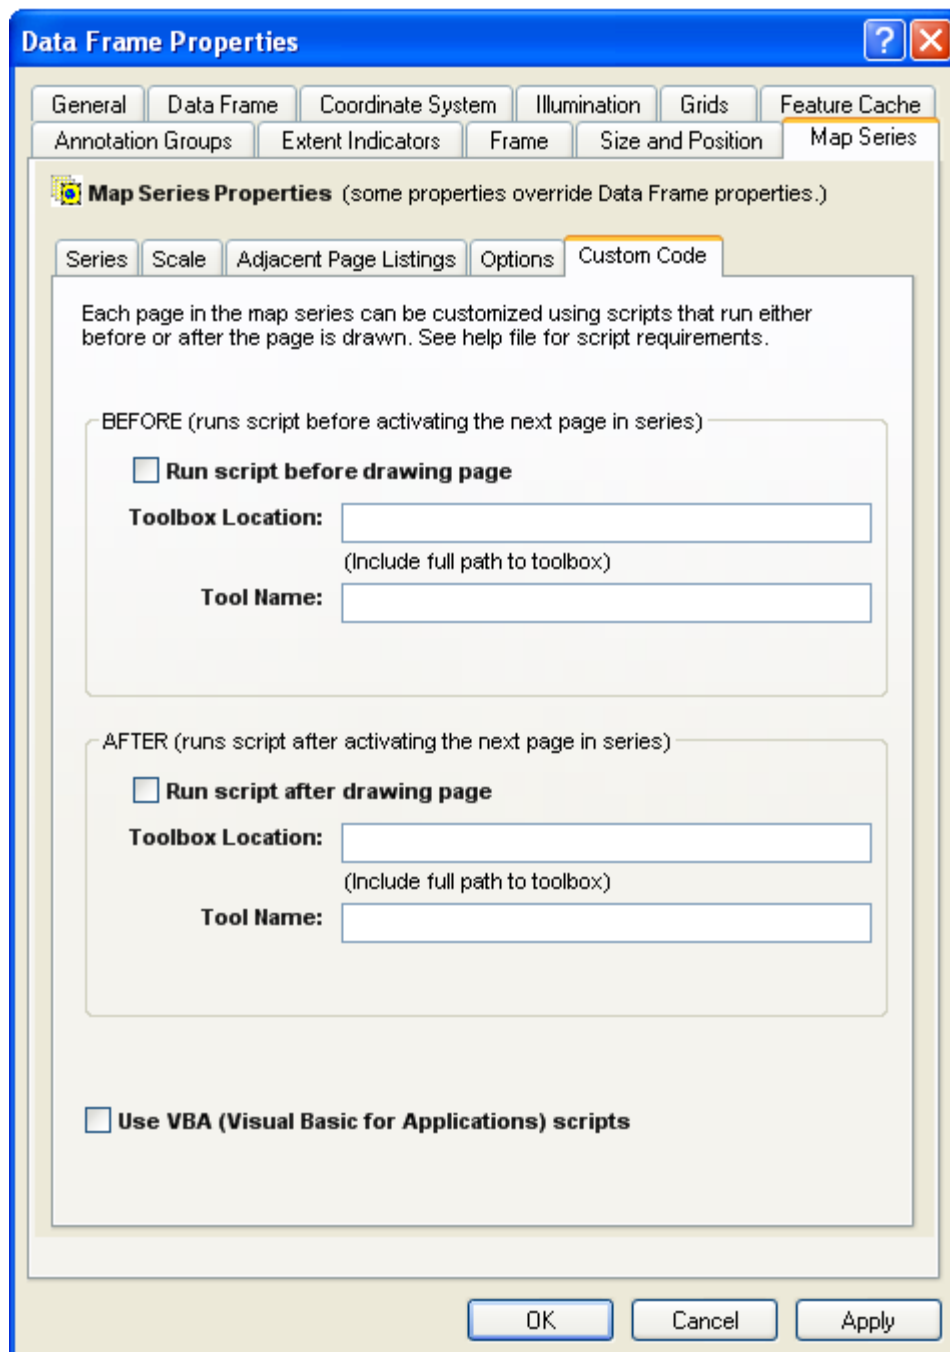 Data Frame Properties
?
General Data Frame Coordinate System Illumination Grids Feature Cache
Annotation Groups Extent Indicators Frame Size and Position Map Series
Map Series Properties (some properties override Data Frame properties.)
Series Scale Adjacent Page Listings Options Custom Code
Each page in the map series can be customized using scripts that run either
before or after the page is drawn. See help file for script requirements.
BEFORE (runs script before activating the next page in series)
Run script before drawing page
Toolbox Location:
(Include full path to toolbox)
Tool Name:
AFTER (runs script after activating the next page in series)
Run script after drawing page
Toolbox Location:
(Include full path to toolbox)
Tool Name:
Use VBA (Visual Basic for Applications) scripts
OK Cancel Apply